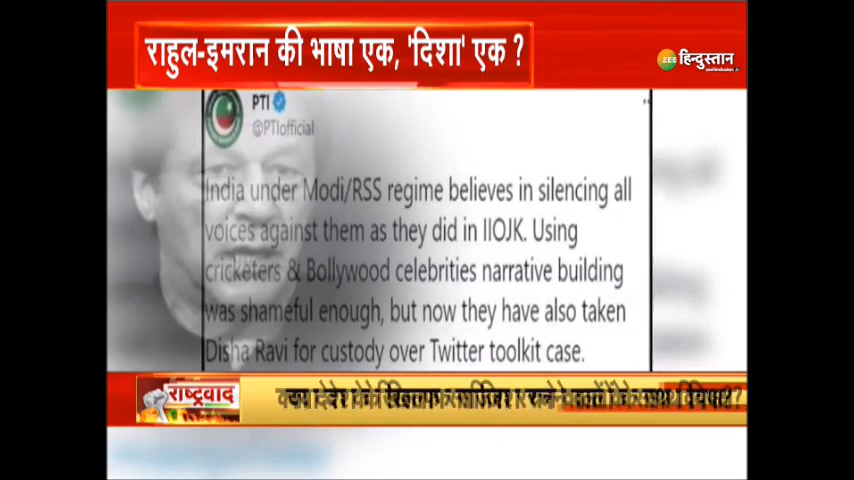 राहुल-इमरान की भाषा एक, 'दिशा' एक ?
ZEE हिन्दुस्तान
PTI
@PTIofficial
India under Modi/RSS regime believes in silencing all
voices against them as they did in IIOJK. Using
cricketers & Bollywood celebrities narrative building
was shameful enough, but now they have also taken
Disha Ravi for custody over Twitter toolkit case.
राष्ट्रवाद